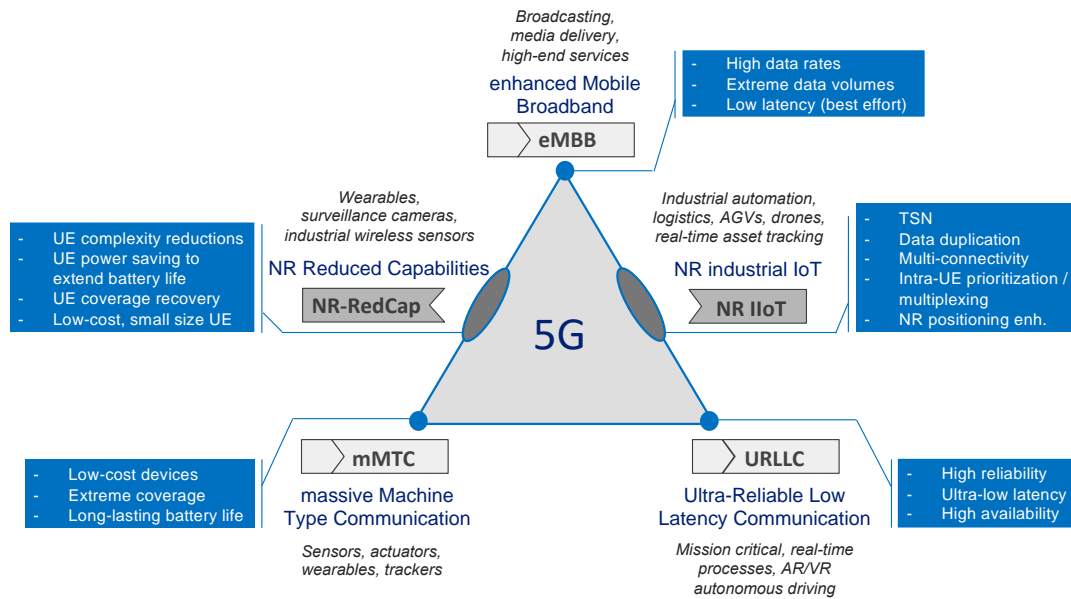 Broadcasting,
media delivery,
high-end services
enhanced Mobile
Broadband
eMBB
- High data rates
- Extreme data volumes
- Low latency (best effort)
Wearables,
surveillance cameras,
industrial wireless sensors
NR Reduced Capabilities
NR-RedCap
- UE complexity reductions
- UE power saving to
extend battery life
- UE coverage recovery
- Low-cost, small size UE
Industrial automation,
logistics, AGVs, drones,
real-time asset tracking
NR industrial IoT
NR IIoT
- TSN
- Data duplication
- Multi-connectivity
- Intra-UE prioritization /
multiplexing
- NR positioning enh.
5G
- Low-cost devices
- Extreme coverage
- Long-lasting battery life
mMTC
massive Machine
Type Communication
Sensors, actuators,
wearables, trackers
URLLC
Ultra-Reliable Low
Latency Communication
Mission critical, real-time
processes, AR/VR
autonomous driving
- High reliability
- Ultra-low latency
- High availability